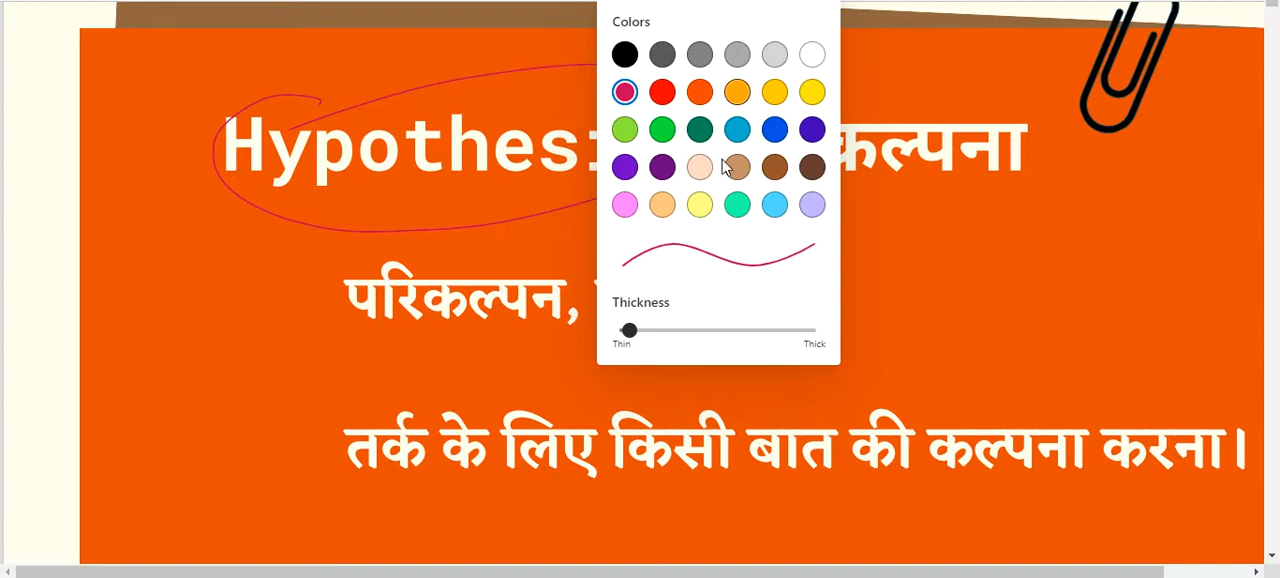 Colors
Hypothes कल्पना
परिकल्पन,
Thickness
Thin Thick
तर्क के लिए किसी बात की कल्पना करना।